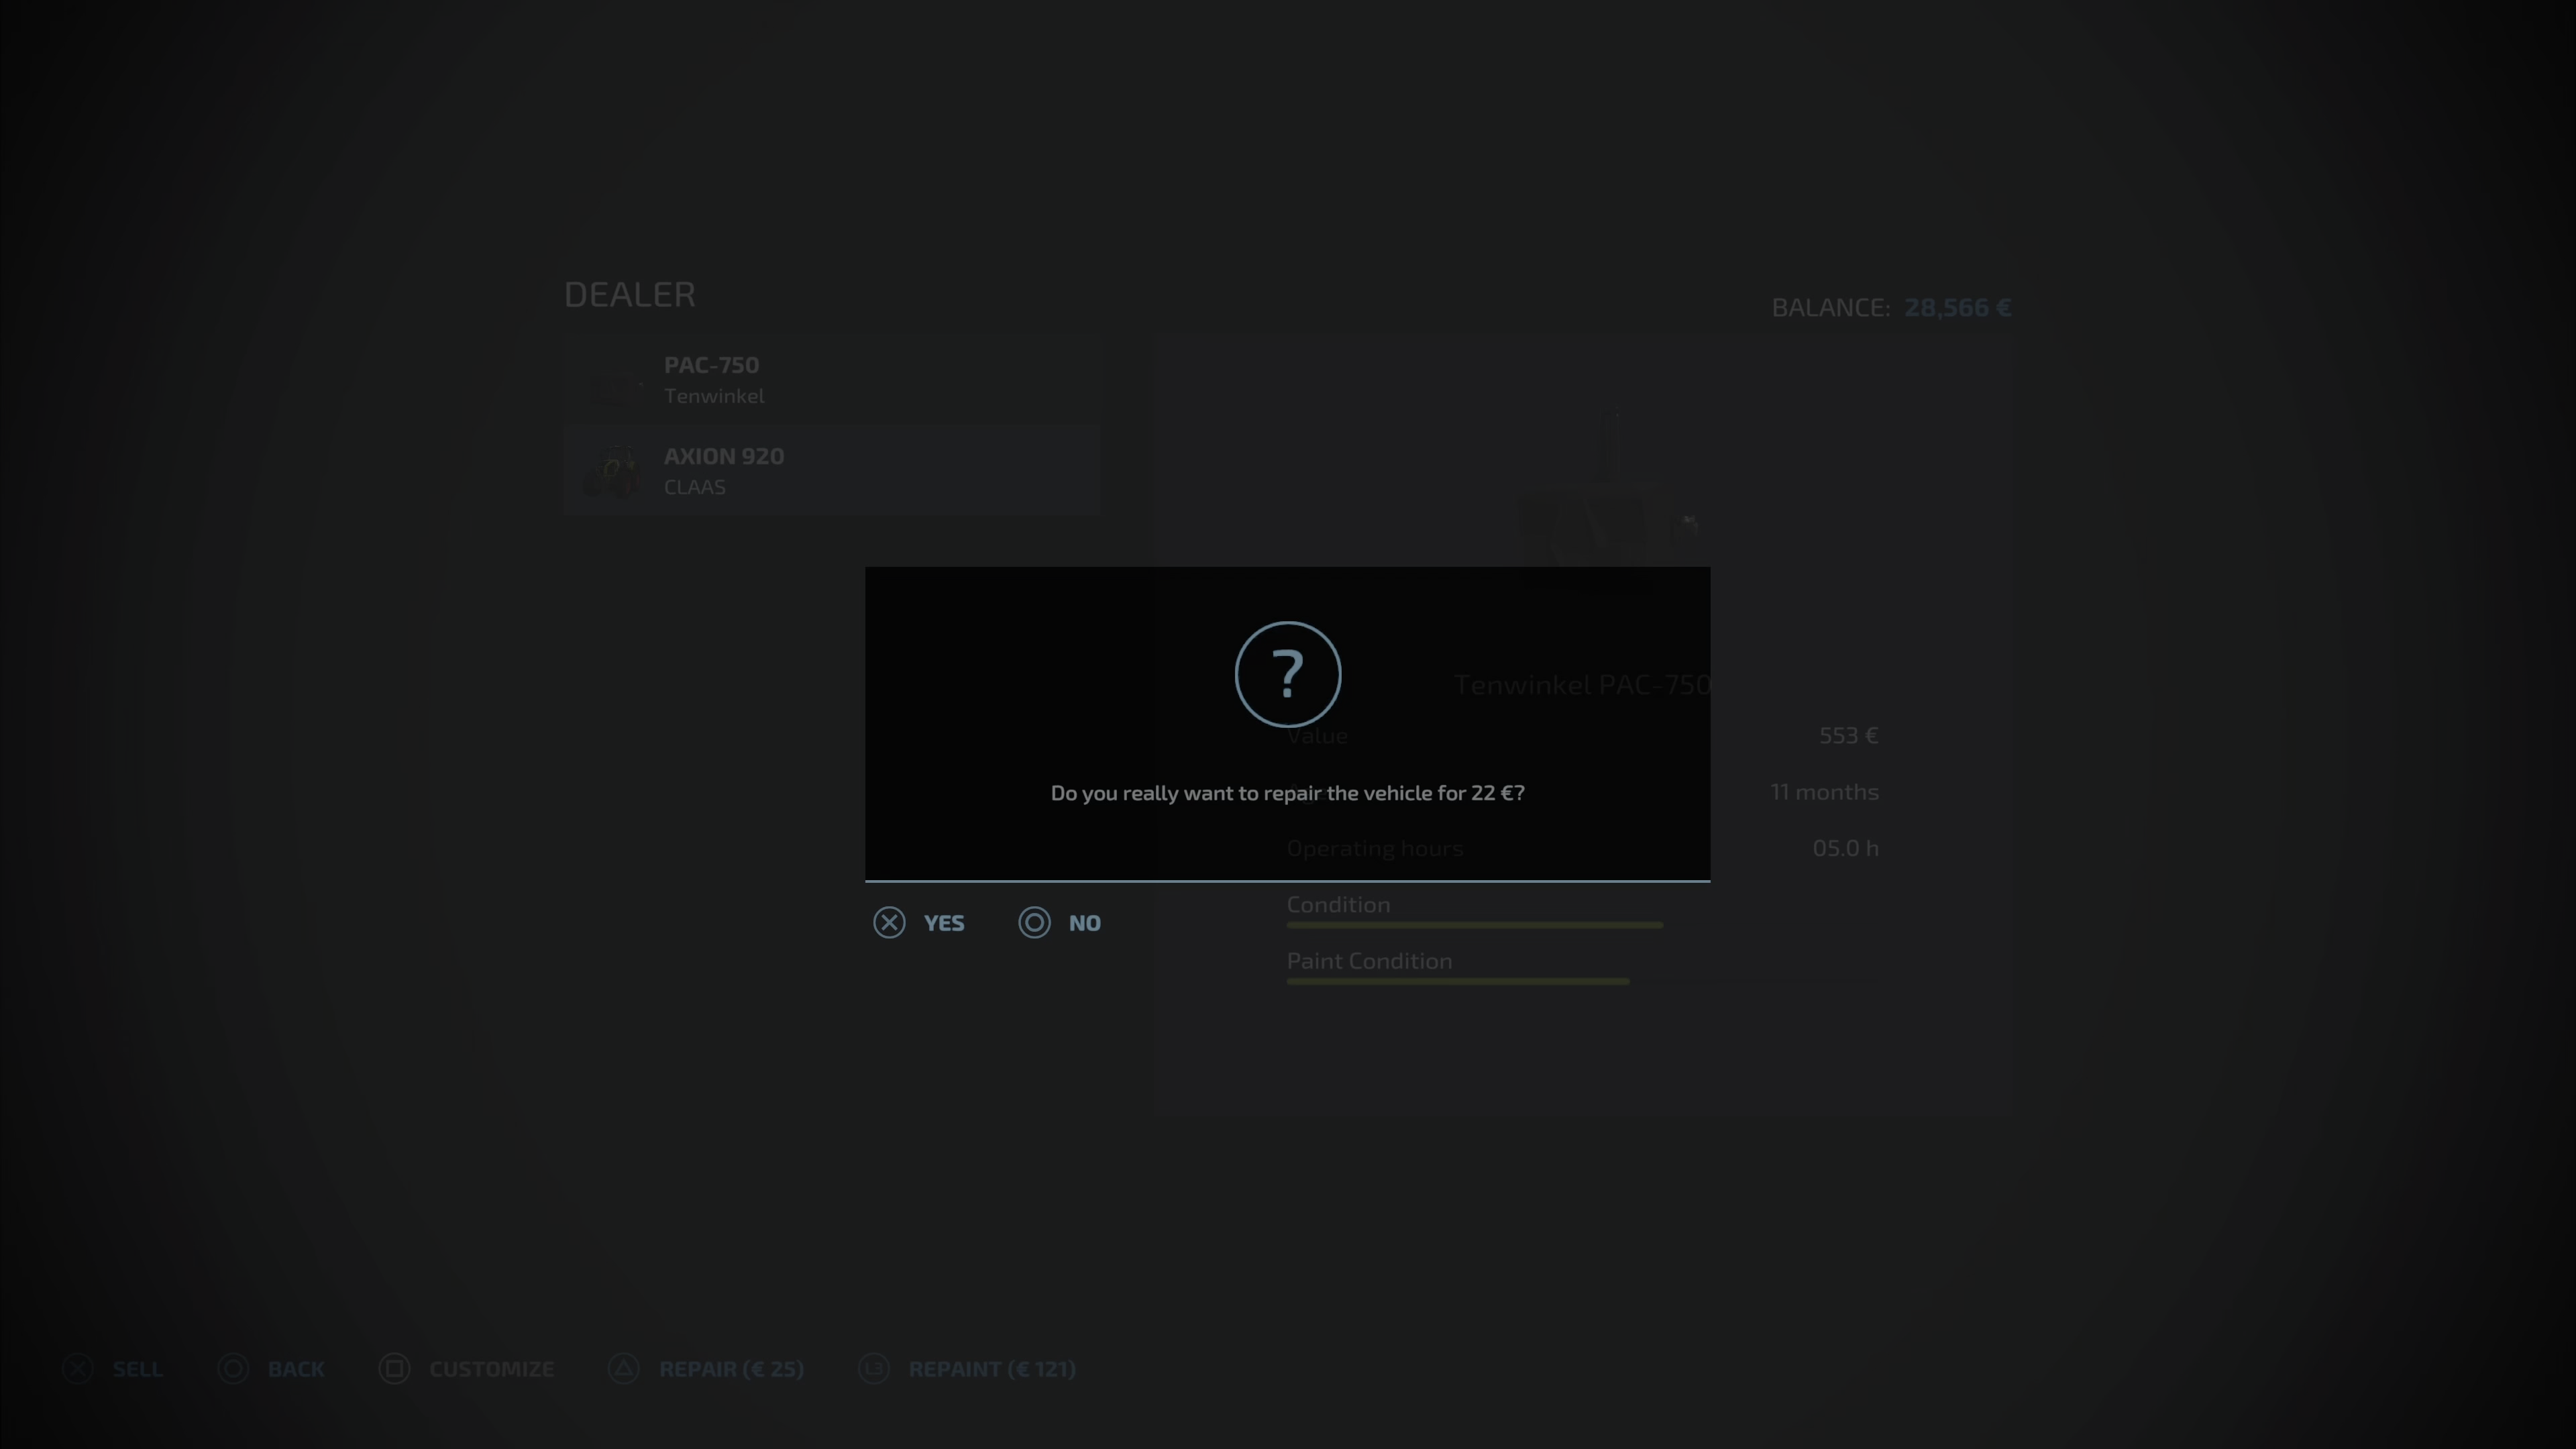 DEALER
BALANCE: 28,566 €
PAC-750
Tenwinkel
AXION 920
CLAAS
?
Tenwinkel PAC-750
Value 553 €
Do you really want to repair the vehicle for 22 €?
11 months
Operating hours 05.0 h
Condition
YES NO
Paint Condition
SELL BACK CUSTOMIZE REPAIR (€ 25) L3 REPAINT (€ 121)